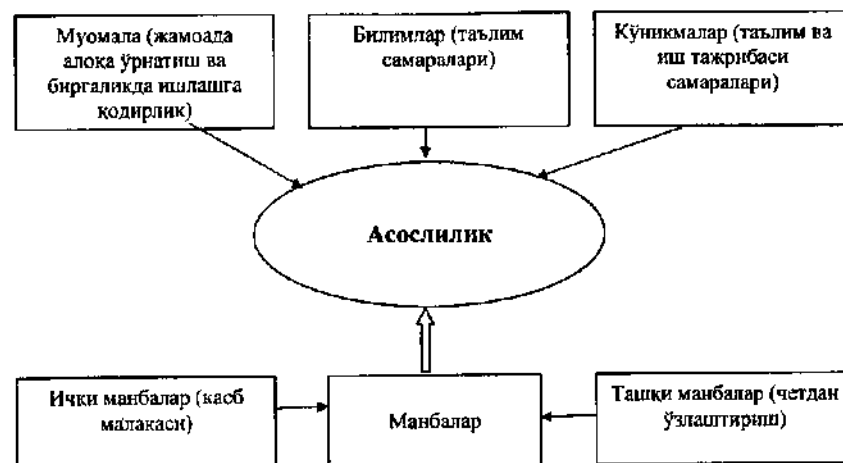 Муомала (жамоада
алоқа ўрнатиш ва
биргаликда ишлашга
қодирлик)
Билимлар (таълим
самаралари)
Кўникмалар (таълим ва
иш тажрибаси
самаралари)
Асослилик
Ички манбалар (касб
малакаси)
Манбалар
Ташқи манбалар (четдан
ўзлаштириш)